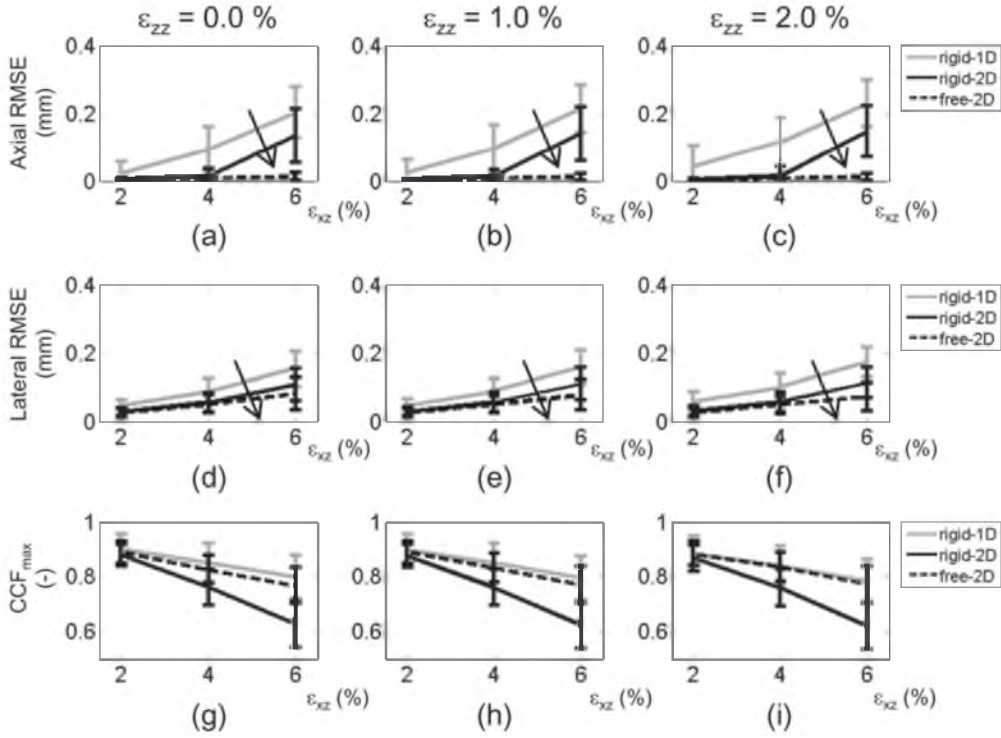 ε_zz = 0.0 %
ε_zz = 1.0 %
ε_zz = 2.0 %
Axial RMSE
(mm)
0.4
0.2
0
2
4
6
ε_xz (%)
(a)
0.4
0.2
0
2
4
6
ε_xz (%)
(b)
0.4
0.2
0
2
4
6
ε_xz (%)
(c)
rigid-1D
rigid-2D
free-2D
Lateral RMSE
(mm)
0.4
0.2
0
2
4
6
ε_xz (%)
(d)
0.4
0.2
0
2
4
6
ε_xz (%)
(e)
0.4
0.2
0
2
4
6
ε_xz (%)
(f)
rigid-1D
rigid-2D
free-2D
CCF_max
(-)
1
0.8
0.6
2
4
6
ε_xz (%)
(g)
1
0.8
0.6
2
4
6
ε_xz (%)
(h)
1
0.8
0.6
2
4
6
ε_xz (%)
(i)
rigid-1D
rigid-2D
free-2D